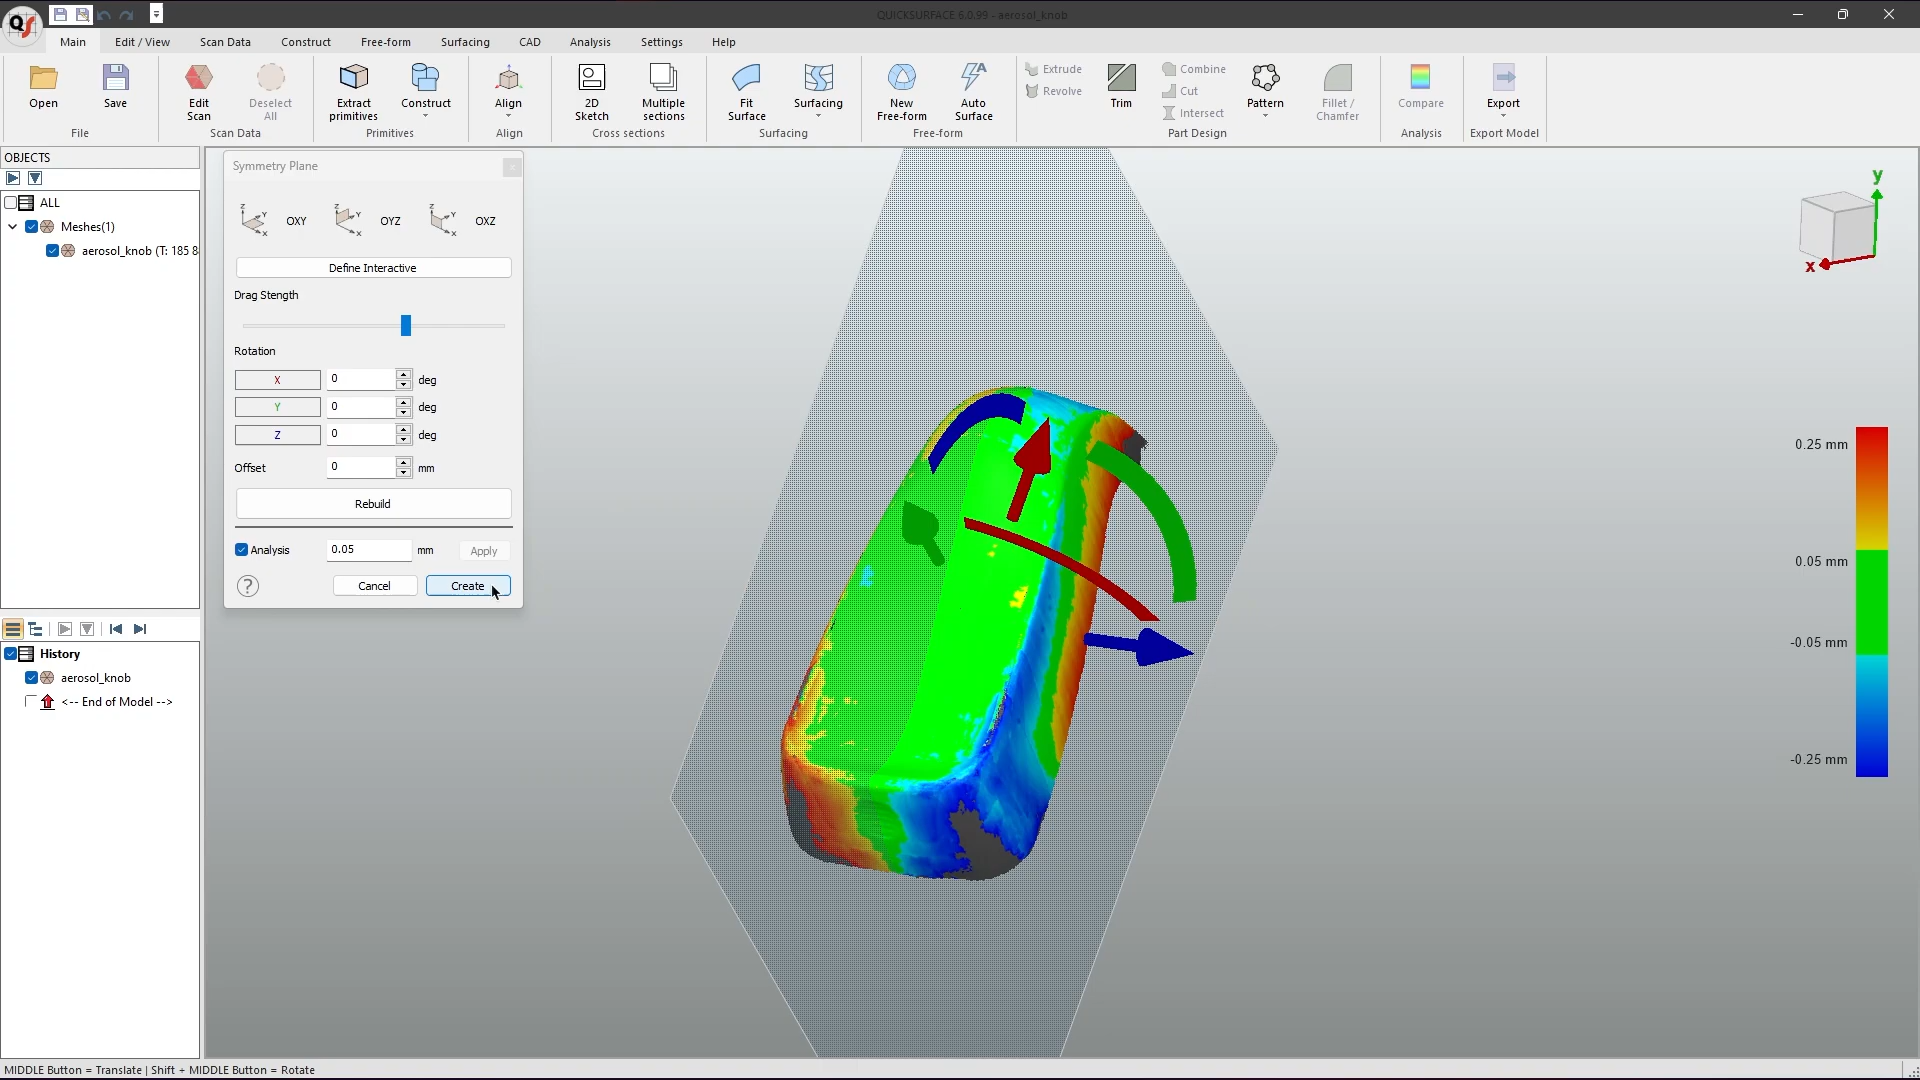 QS
QUICKSURFACE 6.0.99 - aerosol_knob
Main Edit / View Scan Data Construct Free-form Surfacing CAD Analysis Settings Help
Open Save Edit Scan Deselect All Extract primitives Construct Align 2D Sketch Multiple sections Fit Surface Surfacing New Free-form Auto Surface Extrude Revolve Trim Combine Cut Intersect Pattern Fillet / Chamfer Compare Export
File Scan Data Primitives Align Cross sections Surfacing Free-form Part Design Analysis Export Model
OBJECTS
ALL
Meshes(1)
aerosol_knob (T: 185 8
History
aerosol_knob
<-- End of Model -->
Symmetry Plane
Z Y X OXY Z Y X OYZ Z Y X OXZ
Define Interactive
Drag Stength
Rotation
X 0 deg
Y 0 deg
Z 0 deg
Offset 0 mm
Rebuild
Analysis 0.05 mm Apply
? Cancel Create
y
x
0.25 mm
0.05 mm
-0.05 mm
-0.25 mm
MIDDLE Button = Translate | Shift + MIDDLE Button = Rotate